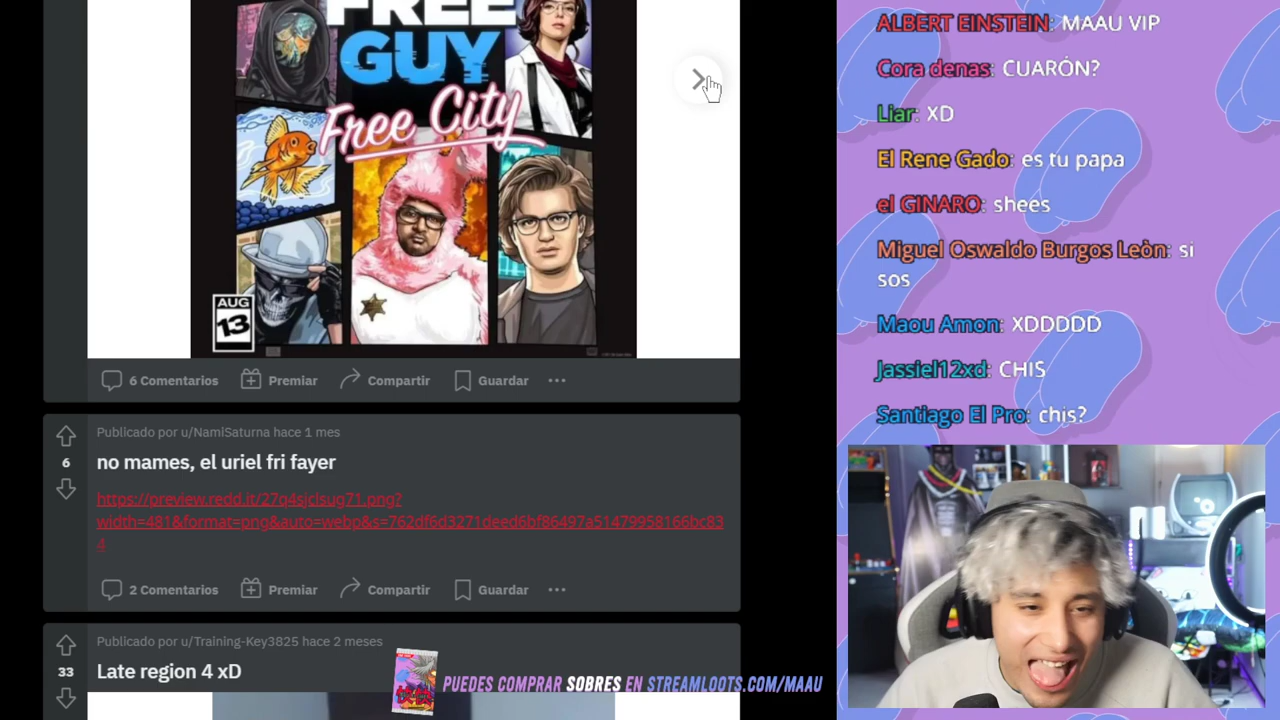 FREE
GUY
Free City
AUG
13
6 Comentarios
Premiar
Compartir
Guardar
Publicado por u/NamiSaturna hace 1 mes
6
no mames, el uriel fri fayer
https://preview.redd.it/27q4sjclsug71.png?
width=481&format=png&auto=webp&s=762df6d3271deed6bf86497a51479958166bc83
4
2 Comentarios
Premiar
Compartir
Guardar
Publicado por u/Training-Key3825 hace 2 meses
33
Late region 4 xD
PUEDES COMPRAR SOBRES EN STREAMLOOTS.COM/MAAU
ALBERT EINSTEIN: MAAU VIP
Cora denas: CUARÓN?
Liar: XD
El Rene Gado: es tu papa
el GINARO: shees
Miguel Oswaldo Burgos Leòn: si
sos
Maou Amon: XDDDDD
Jassiel12xd: CHIS
Santiago El Pro: chis?